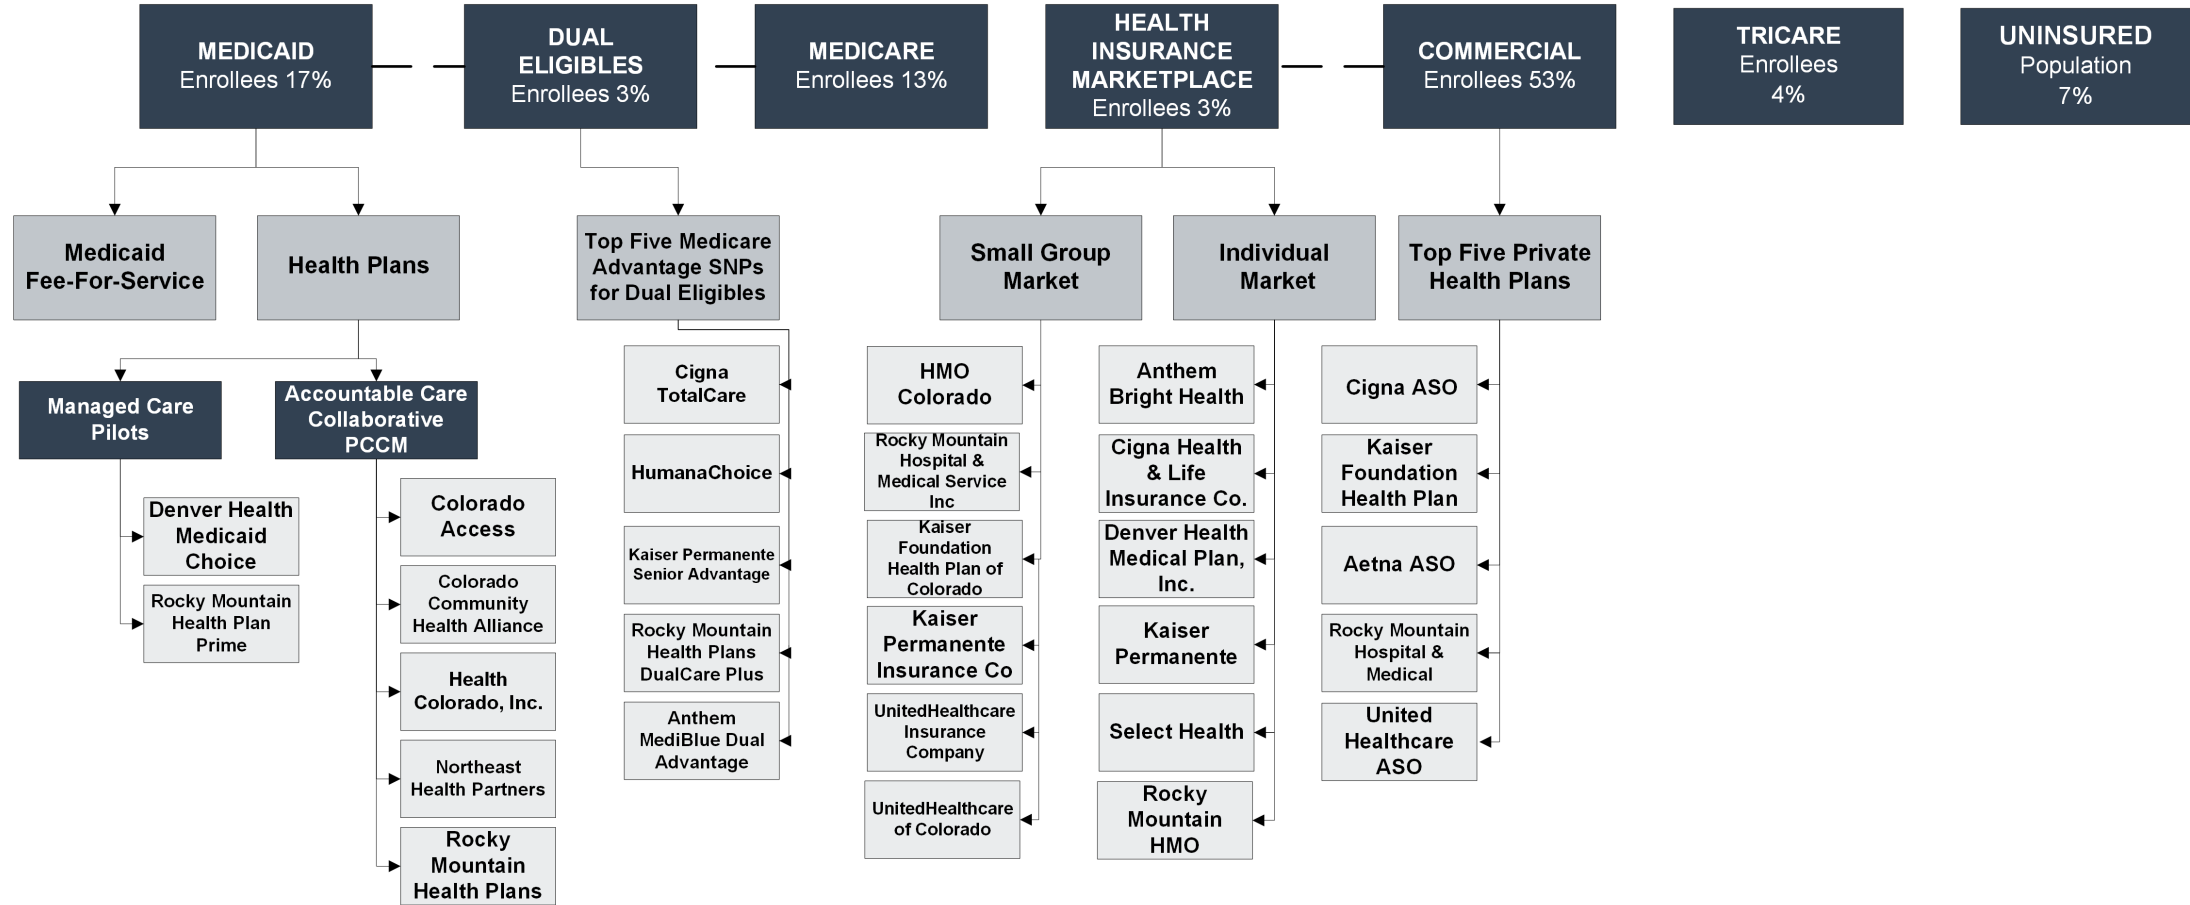 MEDICAID
Enrollees 17%
DUAL
ELIGIBLES
Enrollees 3%
MEDICARE
Enrollees 13%
HEALTH
INSURANCE
MARKETPLACE
Enrollees 3%
COMMERCIAL
Enrollees 53%
TRICARE
Enrollees
4%
UNINSURED
Population
7%
Medicaid
Fee-For-Service
Health Plans
Top Five Medicare
Advantage SNPs
for Dual Eligibles
Small Group
Market
Individual
Market
Top Five Private
Health Plans
Managed Care
Pilots
Accountable Care
Collaborative
PCCM
Denver Health
Medicaid
Choice
Rocky Mountain
Health Plan
Prime
Colorado
Access
Colorado
Community
Health Alliance
Health
Colorado, Inc.
Northeast
Health Partners
Rocky
Mountain
Health Plans
Cigna
TotalCare
HumanaChoice
Kaiser Permanente
Senior Advantage
Rocky Mountain
Health Plans
DualCare Plus
Anthem
MediBlue Dual
Advantage
HMO
Colorado
Rocky Mountain
Hospital &
Medical Service
Inc
Kaiser
Foundation
Health Plan of
Colorado
Kaiser
Permanente
Insurance Co
UnitedHealthcare
Insurance
Company
UnitedHealthcare
of Colorado
Anthem
Bright Health
Cigna Health
& Life
Insurance Co.
Denver Health
Medical Plan,
Inc.
Kaiser
Permanente
Select Health
Rocky
Mountain
HMO
Cigna ASO
Kaiser
Foundation
Health Plan
Aetna ASO
Rocky Mountain
Hospital &
Medical
United
Healthcare
ASO